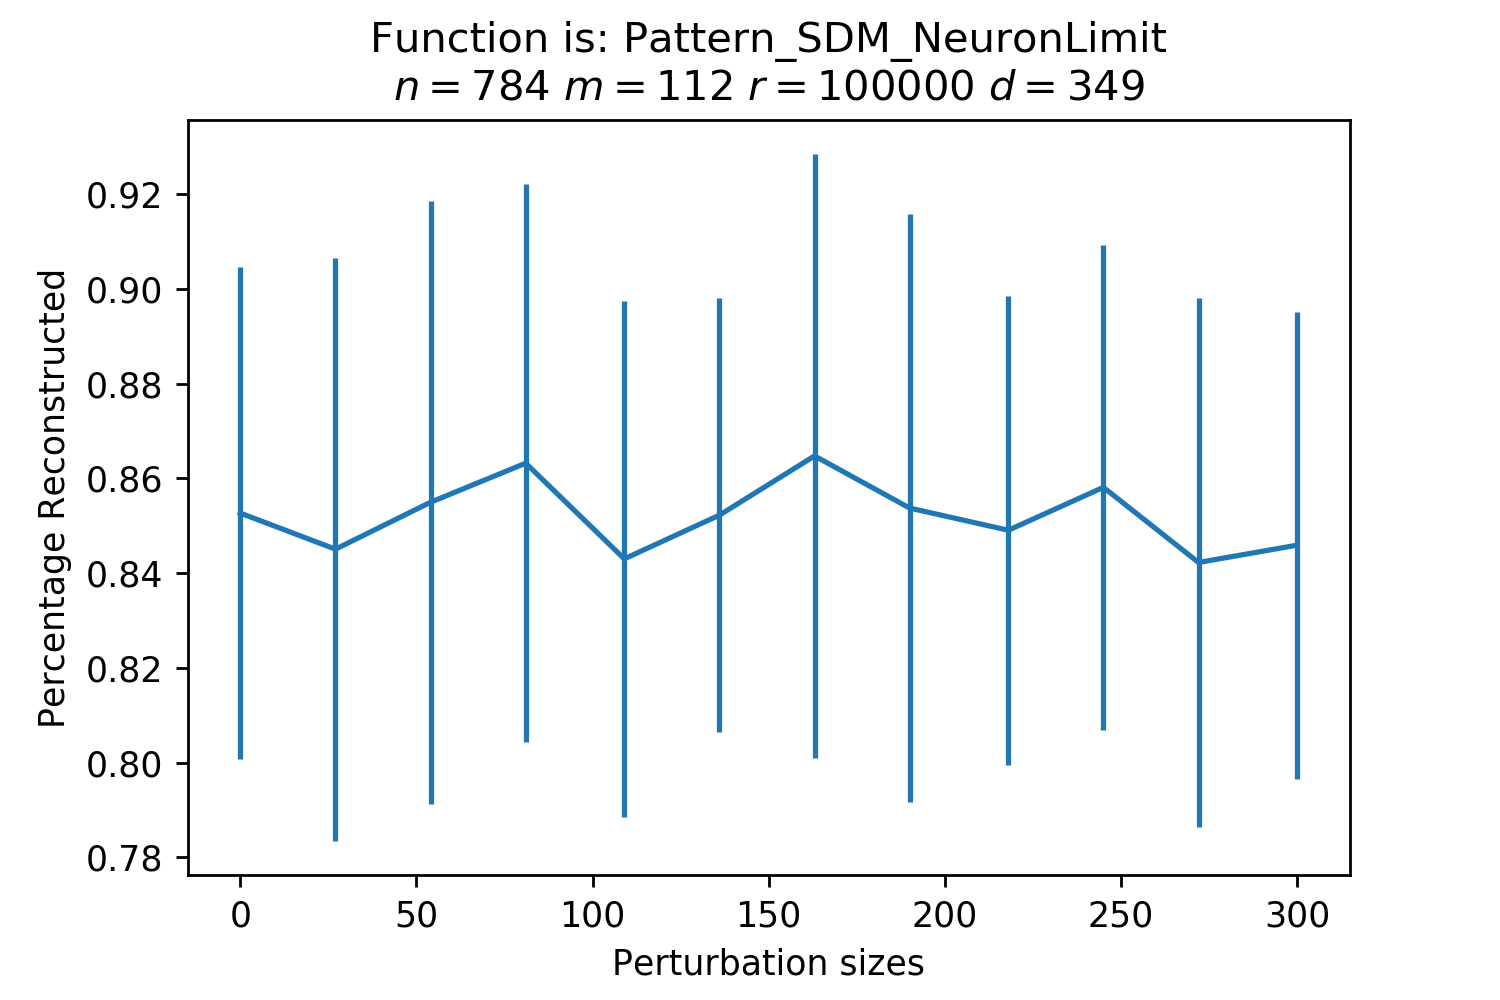 Function is: Pattern_SDM_NeuronLimit
n = 784 m = 112 r = 100000 d = 349
Percentage Reconstructed
0.92
0.90
0.88
0.86
0.84
0.82
0.80
0.78
0 50 100 150 200 250 300
Perturbation sizes